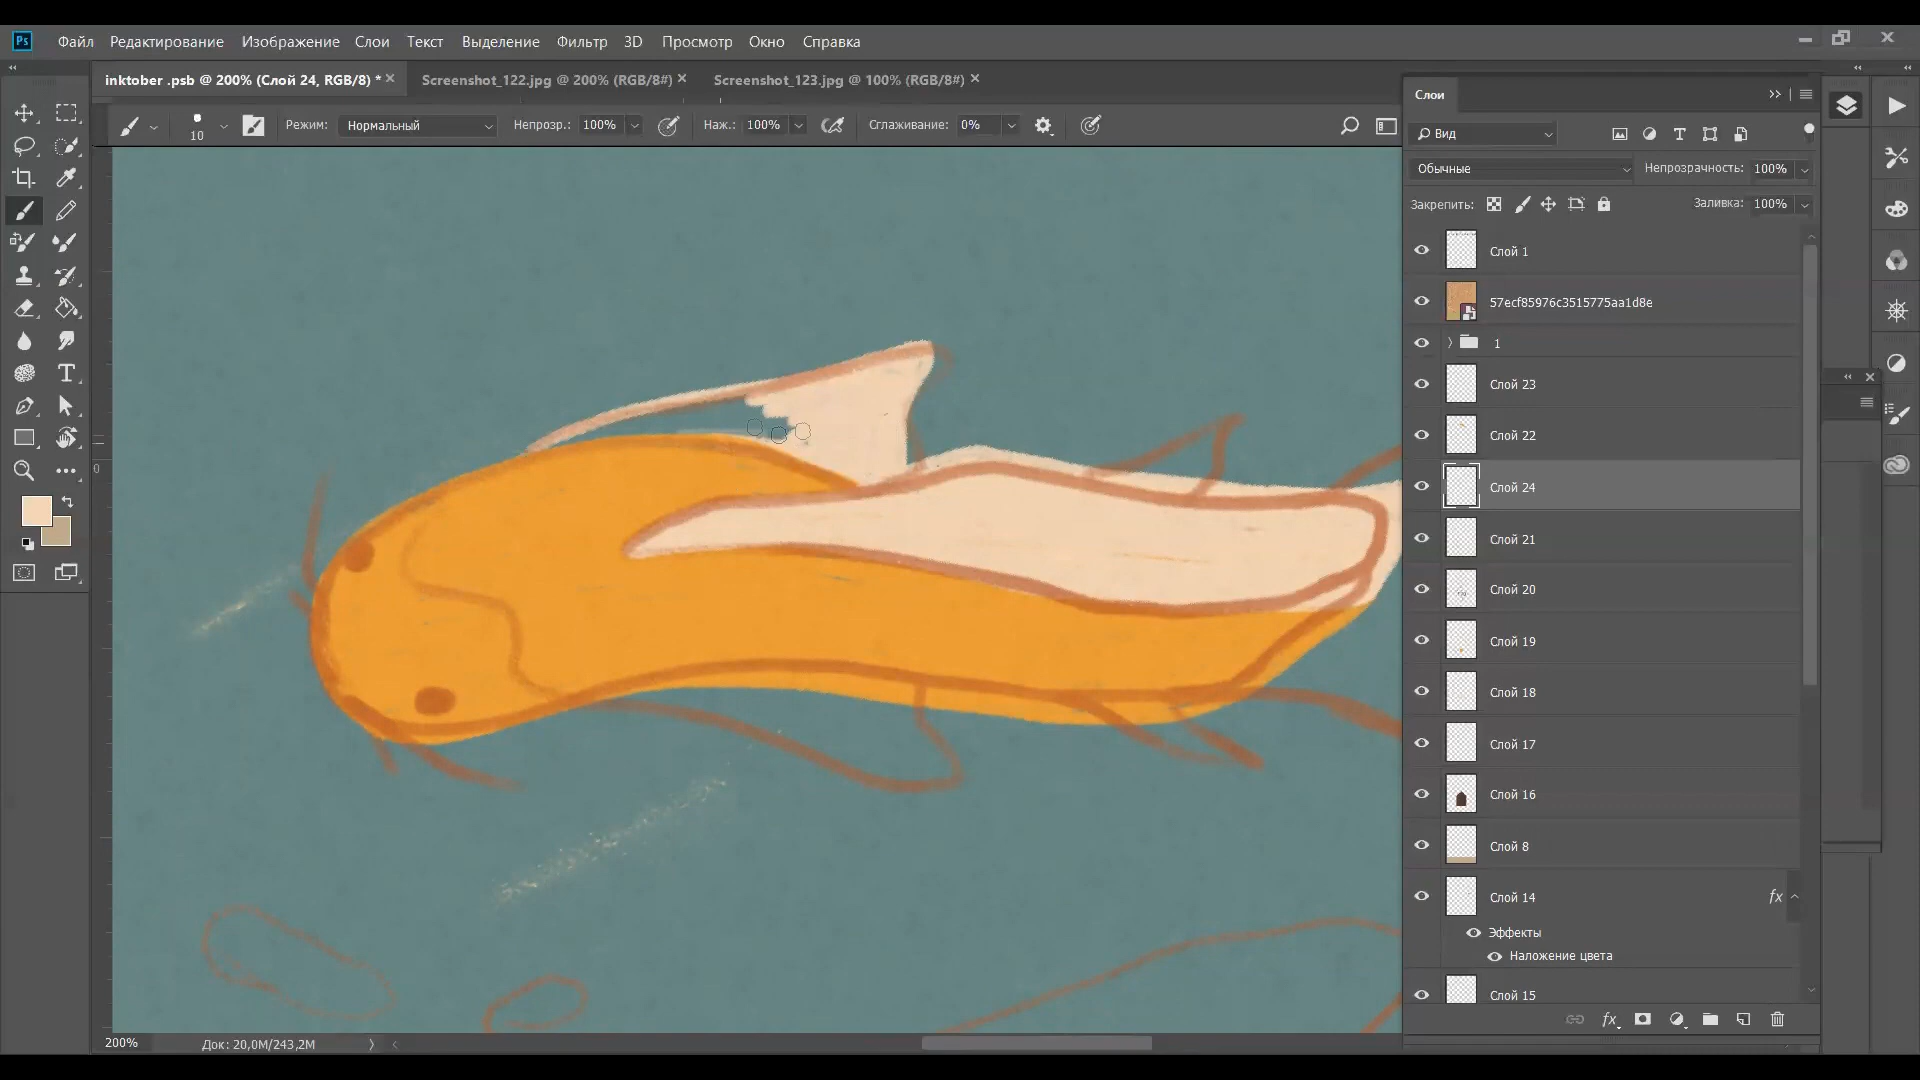 Ps Файл Редактирование Изображение Слои Текст Выделение Фильтр 3D Просмотр Окно Справка
inktober .psb @ 200% (Слой 24, RGB/8) * Screenshot_122.jpg @ 200% (RGB/8#) Screenshot_123.jpg @ 100% (RGB/8#)
10 Режим: Нормальный Непрозр.: 100% Наж.: 100% Сглаживание: 0%
Слои
Вид
Обычные Непрозрачность: 100%
Закрепить: Заливка: 100%
Слой 1
57ecf85976c3515775aa1d8e
1
Слой 23
Слой 22
Слой 24
Слой 21
Слой 20
Слой 19
Слой 18
Слой 17
Слой 16
Слой 8
Слой 14 fx
Эффекты
Наложение цвета
Слой 15
fx
0
200% Док: 20,0M/243,2M